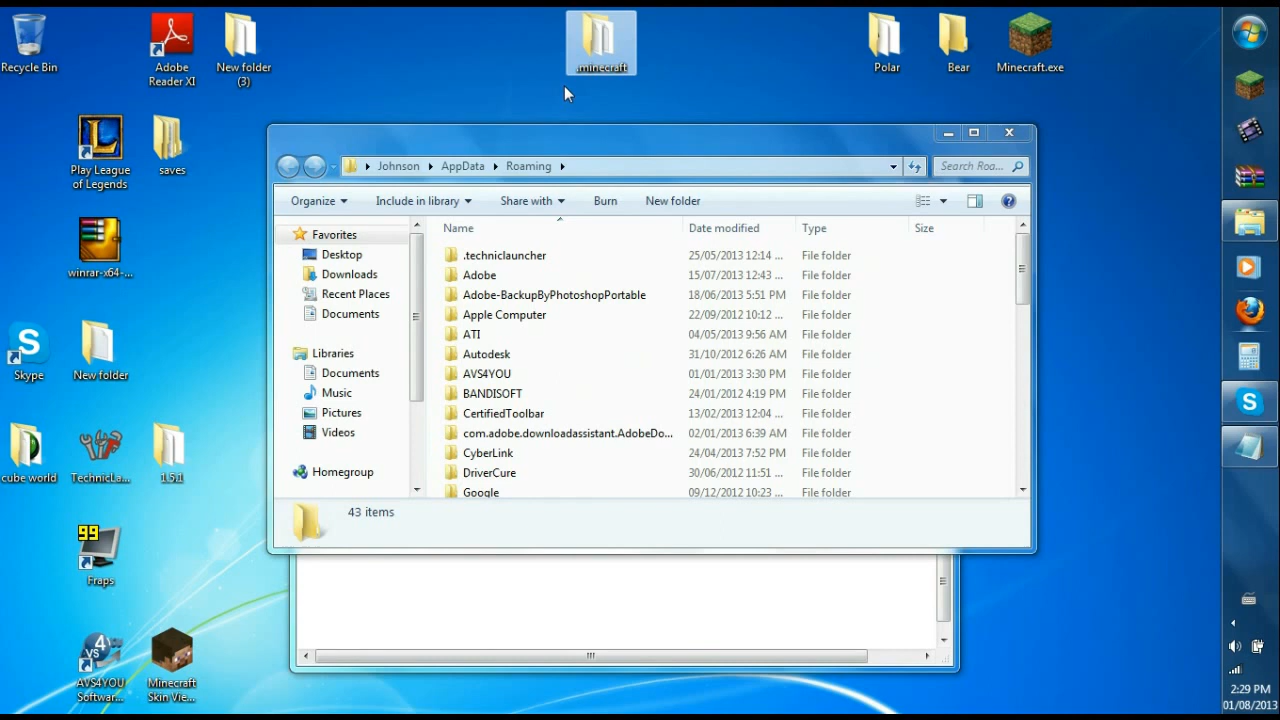 Recycle Bin
Adobe
Reader XI
New folder
(3)
.minecraft
Polar
Bear
Minecraft.exe
Play League
of Legends
saves
winrar-x64-...
Skype
New folder
cube world
TechnicLa...
1.5.1
99
Fraps
4
VS
AVS4YOU
Softwar...
Minecraft
Skin Vie...
Johnson
AppData
Roaming
Search Roa...
Organize
Include in library
Share with
Burn
New folder
Favorites
Desktop
Downloads
Recent Places
Documents
Libraries
Documents
Music
Pictures
Videos
Homegroup
Name Date modified Type Size
.techniclauncher 25/05/2013 12:14 ... File folder
Adobe 15/07/2013 12:43 ... File folder
Adobe-BackupByPhotoshopPortable 18/06/2013 5:51 PM File folder
Apple Computer 22/09/2012 10:12 ... File folder
ATI 04/05/2013 9:56 AM File folder
Autodesk 31/10/2012 6:26 AM File folder
AVS4YOU 01/01/2013 3:30 PM File folder
BANDISOFT 24/01/2012 4:19 PM File folder
CertifiedToolbar 13/02/2013 12:04 ... File folder
com.adobe.downloadassistant.AdobeDo... 02/01/2013 6:39 AM File folder
CyberLink 24/04/2013 7:52 PM File folder
DriverCure 30/06/2012 11:51 ... File folder
Google 09/12/2012 10:23 ... File folder
43 items
2:29 PM
01/08/2013